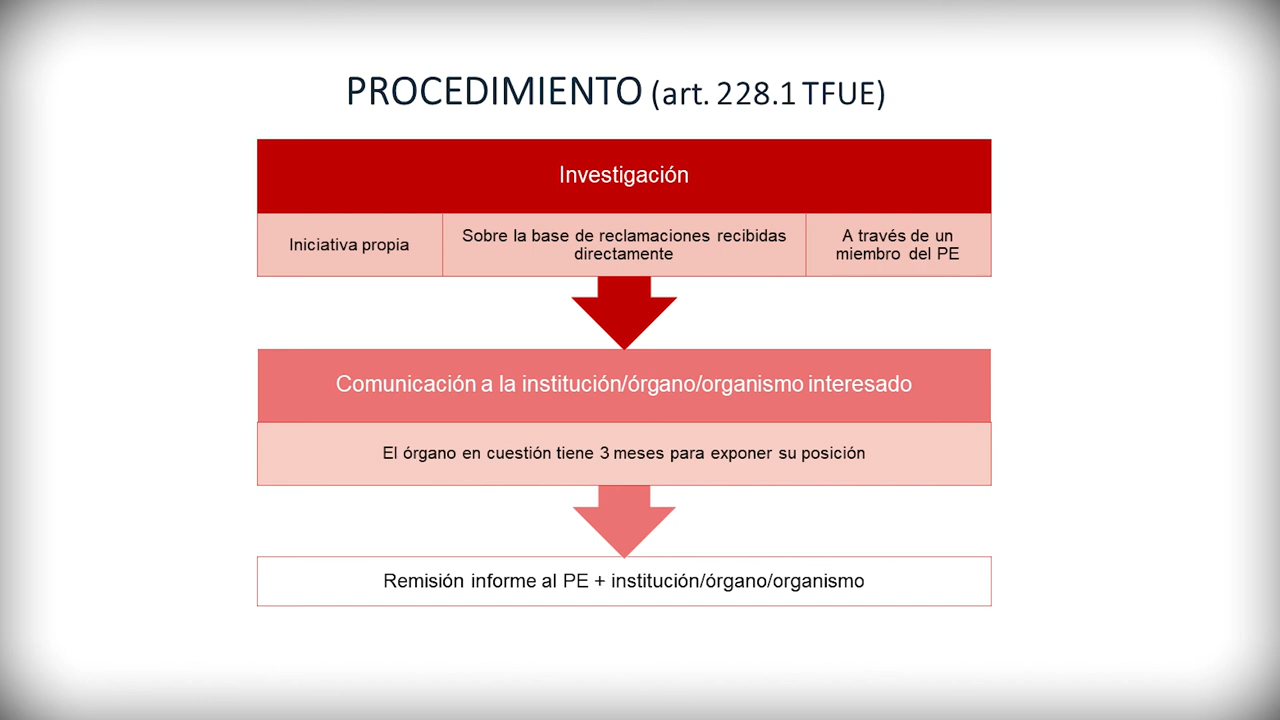 PROCEDIMIENTO (art. 228.1 TFUE)
Investigación
Iniciativa propia
Sobre la base de reclamaciones recibidas
directamente
A través de un
miembro del PE
Comunicación a la institución/órgano/organismo interesado
El órgano en cuestión tiene 3 meses para exponer su posición
Remisión informe al PE + institución/órgano/organismo